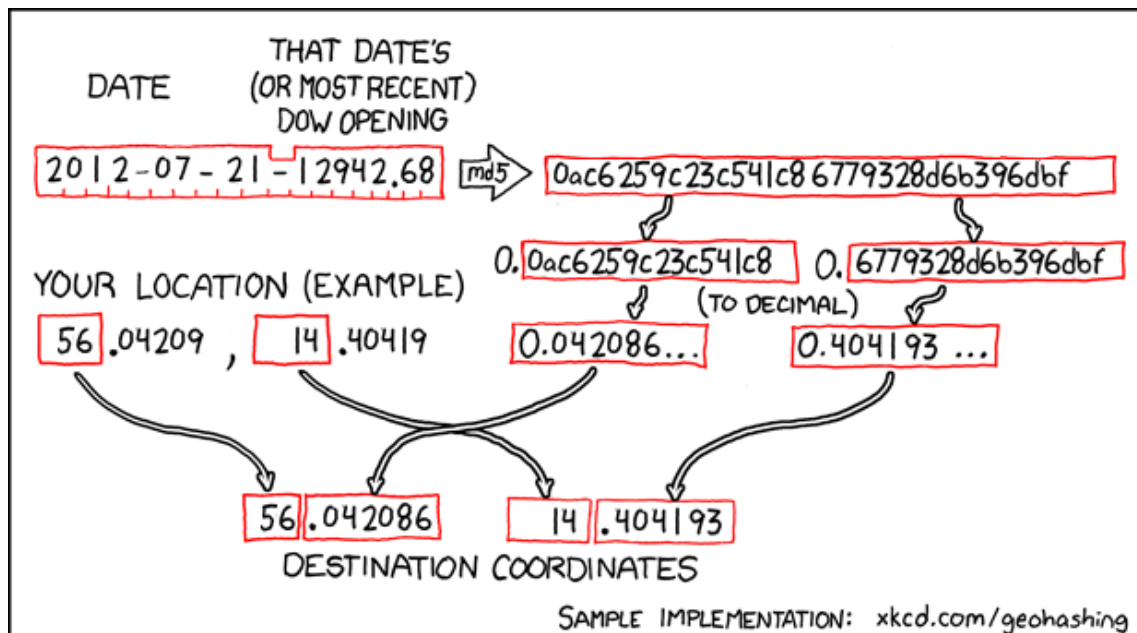 THAT DATE'S
DATE (OR MOST RECENT)
DOW OPENING
2012-07-21-12942.68 md5 0ac6259c23c541c86779328d6b396dbf
0.0ac6259c23c541c8 0.6779328d6b396dbf
YOUR LOCATION (EXAMPLE) (TO DECIMAL)
56.04209, 14.40419 0.042086... 0.404193...
56.042086 14.404193
DESTINATION COORDINATES
SAMPLE IMPLEMENTATION: xkcd.com/geohashing